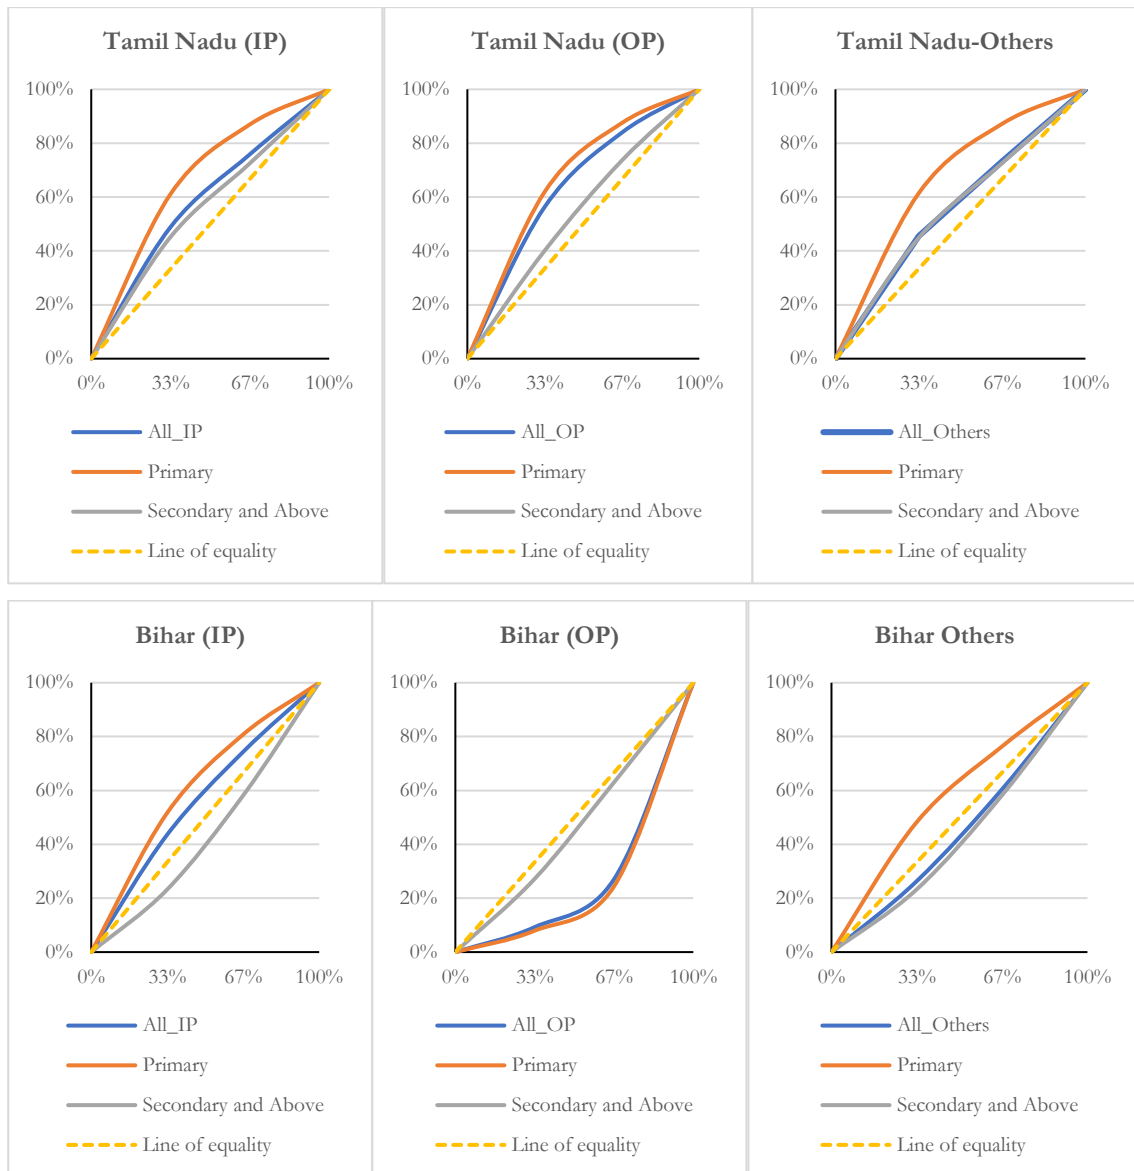 Tamil Nadu (IP)
100%
80%
60%
40%
20%
0%
0% 33% 67% 100%
All_IP
Primary
Secondary and Above
Line of equality
Tamil Nadu (OP)
100%
80%
60%
40%
20%
0%
0% 33% 67% 100%
All_OP
Primary
Secondary and Above
Line of equality
Tamil Nadu-Others
100%
80%
60%
40%
20%
0%
0% 33% 67% 100%
All_Others
Primary
Secondary and Above
Line of equality
Bihar (IP)
100%
80%
60%
40%
20%
0%
0% 33% 67% 100%
All_IP
Primary
Secondary and Above
Line of equality
Bihar (OP)
100%
80%
60%
40%
20%
0%
0% 33% 67% 100%
All_OP
Primary
Secondary and Above
Line of equality
Bihar Others
100%
80%
60%
40%
20%
0%
0% 33% 67% 100%
All_Others
Primary
Secondary and Above
Line of equality